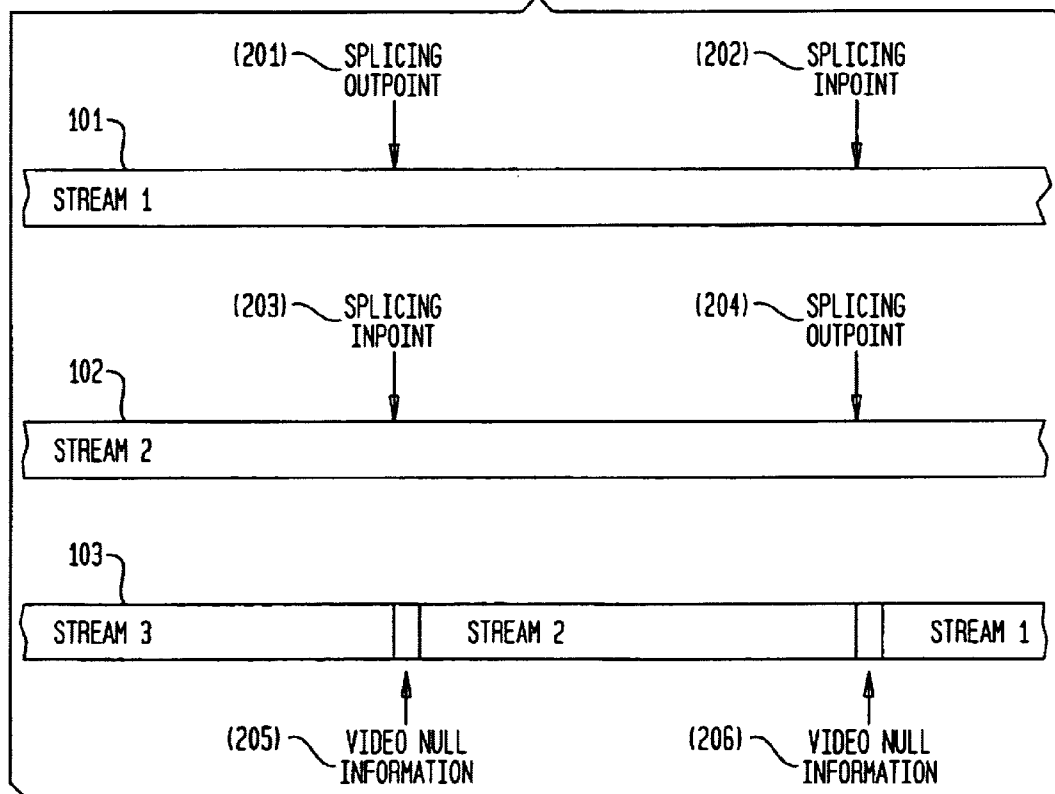 (201) SPLICING
OUTPOINT
(202) SPLICING
INPOINT
101
STREAM 1
(203) SPLICING
INPOINT
(204) SPLICING
OUTPOINT
102
STREAM 2
103
STREAM 3 STREAM 2 STREAM 1
(205) VIDEO NULL
INFORMATION
(206) VIDEO NULL
INFORMATION